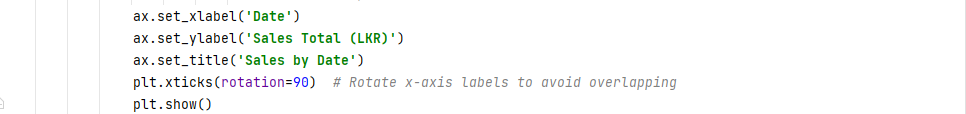 ax.set_xlabel('Date')
ax.set_ylabel('Sales Total (LKR)')
ax.set_title('Sales by Date')
plt.xticks(rotation=90)  # Rotate x-axis labels to avoid overlapping
plt.show()